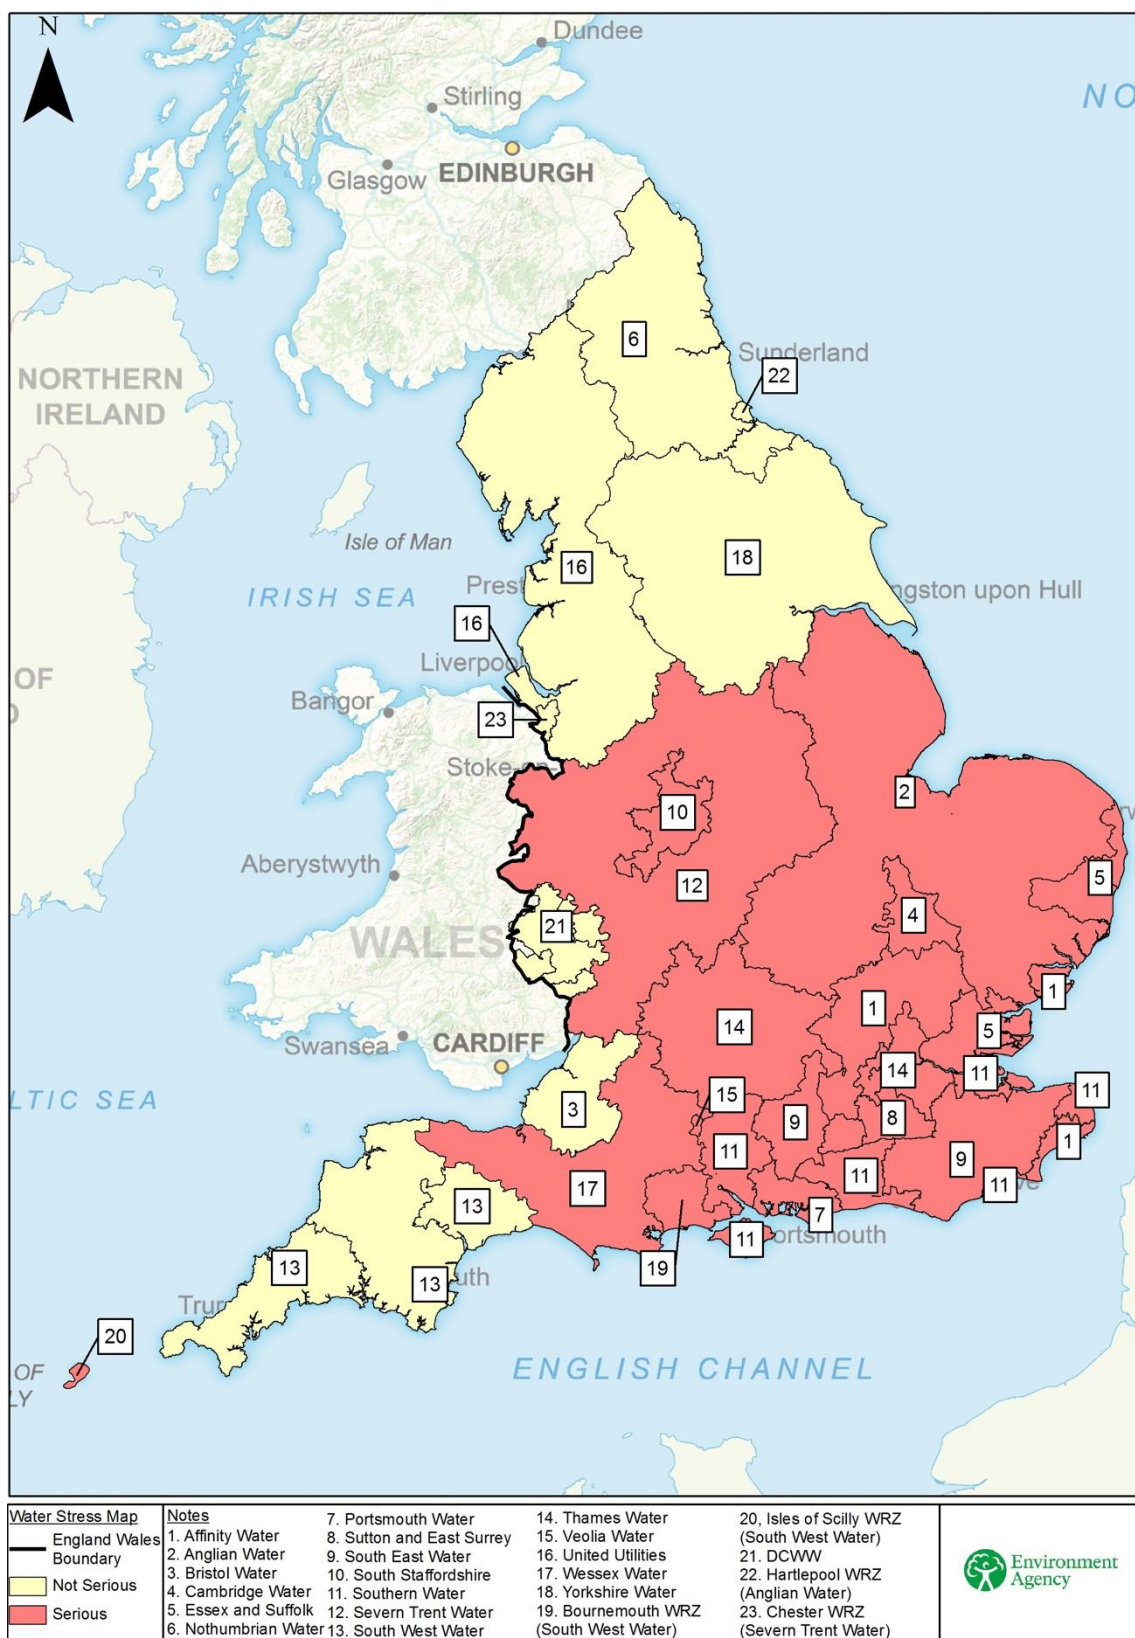 N
Dundee
Stirling
NO
EDINBURGH
Glasgow
6
Sunderland
22
NORTHERN
IRELAND
Isle of Man
16
18
IRISH SEA
Prest
ngston upon Hull
16
Liverpoo
OF
Bangor
23
Stoke-on-
2
10
Aberystwyth
12
5
4
21
WALES
1
1
14
5
Swansea
CARDIFF
14
11
LTIC SEA
15
11
3
9
8
1
11
9
11
17
11
13
7
11
ortsmouth
13
13
uth
19
Tru
20
OF
LY
ENGLISH CHANNEL
Water Stress Map
England Wales
Boundary
Not Serious
Serious
Notes
1. Affinity Water
2. Anglian Water
3. Bristol Water
4. Cambridge Water
5. Essex and Suffolk
6. Nothumbrian Water
7. Portsmouth Water
8. Sutton and East Surrey
9. South East Water
10. South Staffordshire
11. Southern Water
12. Severn Trent Water
13. South West Water
14. Thames Water
15. Veolia Water
16. United Utilities
17. Wessex Water
18. Yorkshire Water
19. Bournemouth WRZ
(South West Water)
20, Isles of Scilly WRZ
(South West Water)
21. DCWW
22. Hartlepool WRZ
(Anglian Water)
23. Chester WRZ
(Severn Trent Water)
Environment
Agency